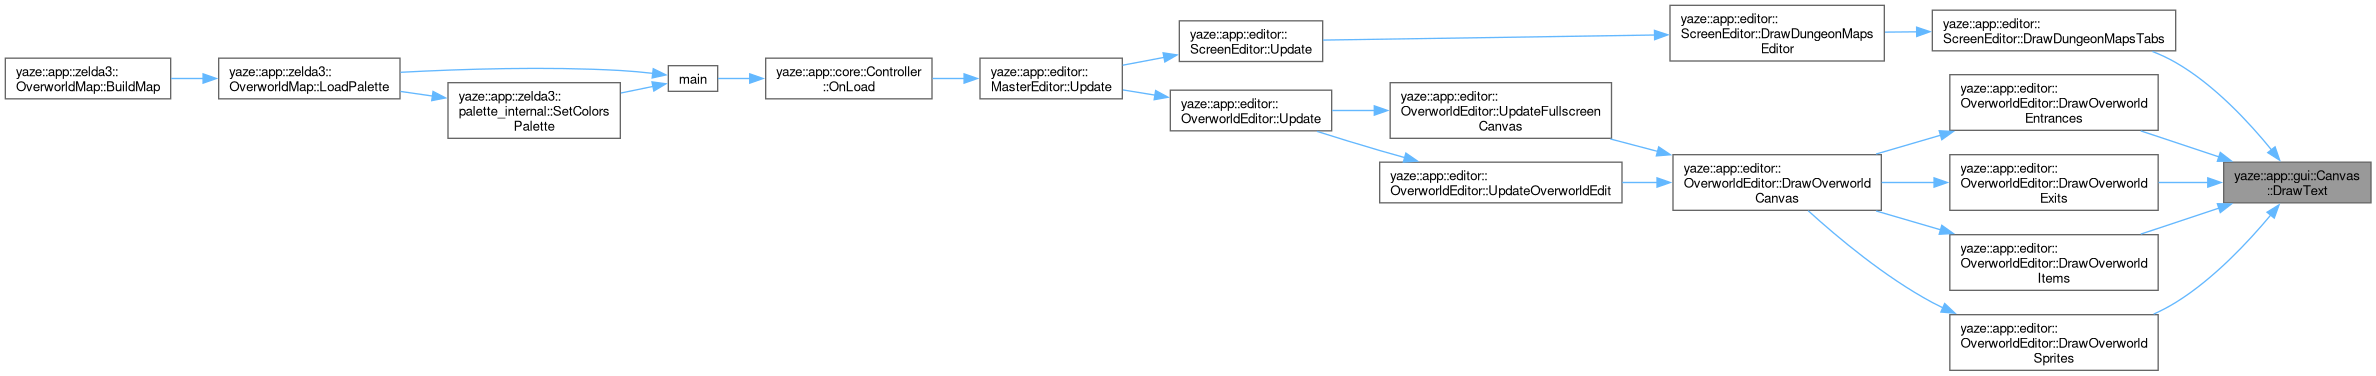 yaze::app::zelda3::
OverworldMap::BuildMap
yaze::app::zelda3::
OverworldMap::LoadPalette
yaze::app::zelda3::
palette_internal::SetColors
Palette
main
yaze::app::core::Controller
::OnLoad
yaze::app::editor::
MasterEditor::Update
yaze::app::editor::
ScreenEditor::Update
yaze::app::editor::
OverworldEditor::Update
yaze::app::editor::
OverworldEditor::UpdateFullscreen
Canvas
yaze::app::editor::
OverworldEditor::UpdateOverworldEdit
yaze::app::editor::
ScreenEditor::DrawDungeonMaps
Editor
yaze::app::editor::
OverworldEditor::DrawOverworld
Canvas
yaze::app::editor::
ScreenEditor::DrawDungeonMapsTabs
yaze::app::editor::
OverworldEditor::DrawOverworld
Entrances
yaze::app::editor::
OverworldEditor::DrawOverworld
Exits
yaze::app::editor::
OverworldEditor::DrawOverworld
Items
yaze::app::editor::
OverworldEditor::DrawOverworld
Sprites
yaze::app::gui::Canvas
::DrawText